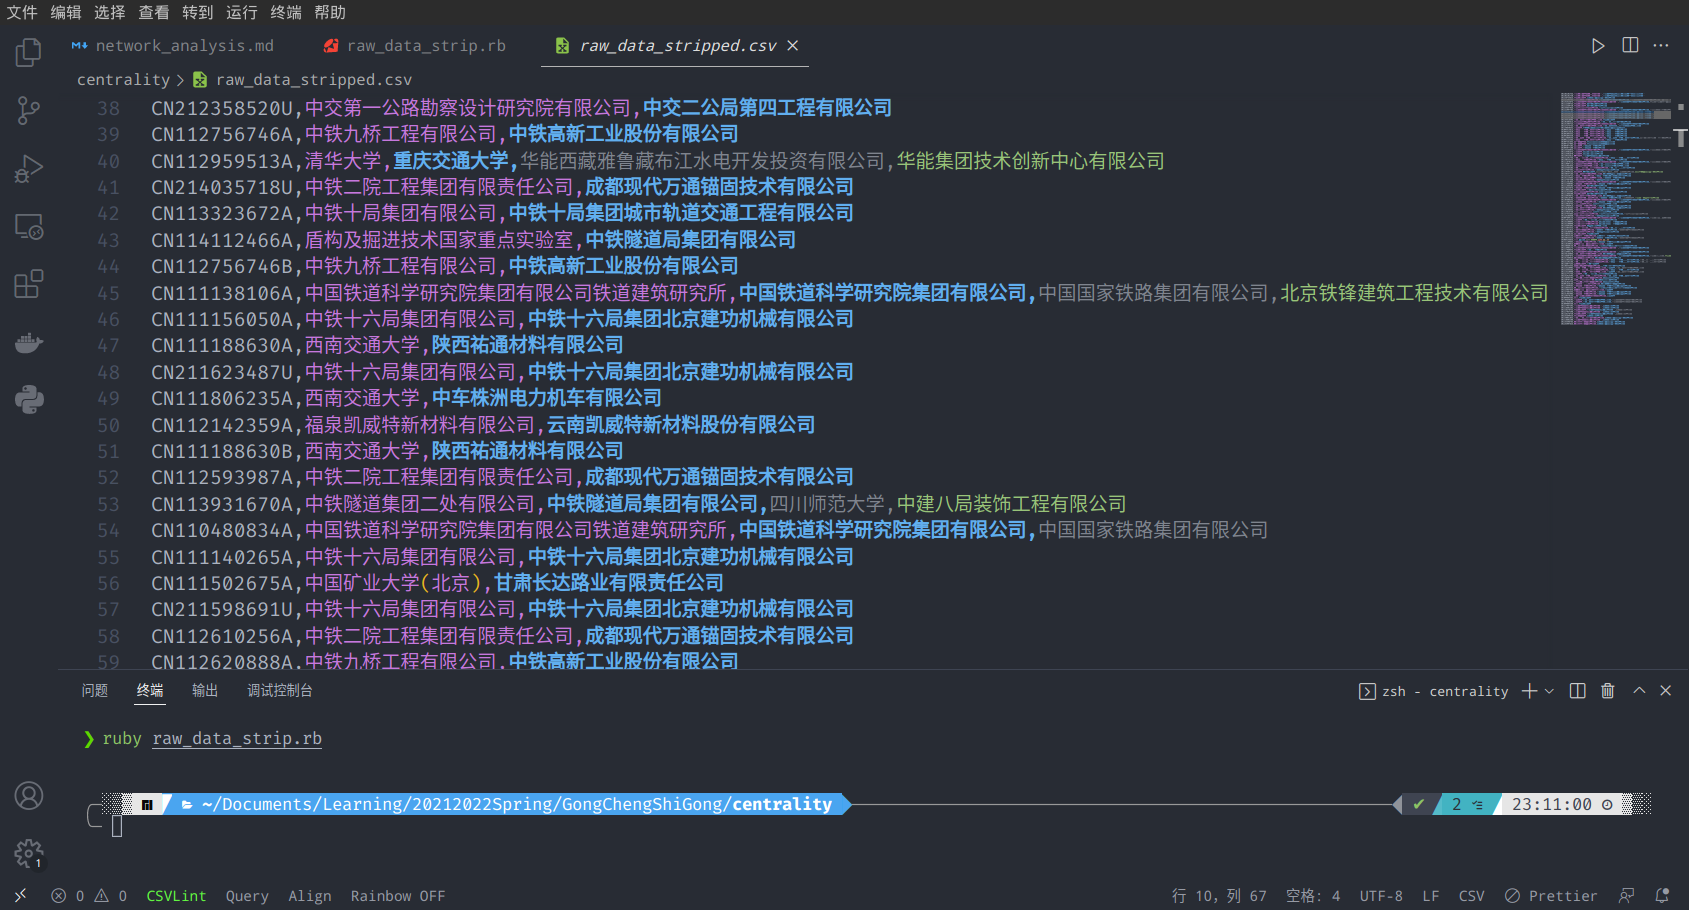 文件 编辑 选择 查看 转到 运行 终端 帮助
network_analysis.md raw_data_strip.rb raw_data_stripped.csv
centrality > raw_data_stripped.csv
38 CN212358520U,中交第一公路勘察设计研究院有限公司,中交二公局第四工程有限公司
39 CN112756746A,中铁九桥工程有限公司,中铁高新工业股份有限公司
40 CN112959513A,清华大学,重庆交通大学,华能西藏雅鲁藏布江水电开发投资有限公司,华能集团技术创新中心有限公司
41 CN214035718U,中铁二院工程集团有限责任公司,成都现代万通锚固技术有限公司
42 CN113323672A,中铁十局集团有限公司,中铁十局集团城市轨道交通工程有限公司
43 CN114112466A,盾构及掘进技术国家重点实验室,中铁隧道局集团有限公司
44 CN112756746B,中铁九桥工程有限公司,中铁高新工业股份有限公司
45 CN111138106A,中国铁道科学研究院集团有限公司铁道建筑研究所,中国铁道科学研究院集团有限公司,中国国家铁路集团有限公司,北京铁锋建筑工程技术有限公司
46 CN111156050A,中铁十六局集团有限公司,中铁十六局集团北京建功机械有限公司
47 CN111188630A,西南交通大学,陕西祐通材料有限公司
48 CN211623487U,中铁十六局集团有限公司,中铁十六局集团北京建功机械有限公司
49 CN111806235A,西南交通大学,中车株洲电力机车有限公司
50 CN112142359A,福泉凯威特新材料有限公司,云南凯威特新材料股份有限公司
51 CN111188630B,西南交通大学,陕西祐通材料有限公司
52 CN112593987A,中铁二院工程集团有限责任公司,成都现代万通锚固技术有限公司
53 CN113931670A,中铁隧道集团二处有限公司,中铁隧道局集团有限公司,四川师范大学,中建八局装饰工程有限公司
54 CN110480834A,中国铁道科学研究院集团有限公司铁道建筑研究所,中国铁道科学研究院集团有限公司,中国国家铁路集团有限公司
55 CN111140265A,中铁十六局集团有限公司,中铁十六局集团北京建功机械有限公司
56 CN111502675A,中国矿业大学(北京),甘肃长达路业有限责任公司
57 CN211598691U,中铁十六局集团有限公司,中铁十六局集团北京建功机械有限公司
58 CN112610256A,中铁二院工程集团有限责任公司,成都现代万通锚固技术有限公司
59 CN112620888A,中铁九桥工程有限公司,中铁高新工业股份有限公司
问题 终端 输出 调试控制台 zsh - centrality
❯ ruby raw_data_strip.rb
~/Documents/Learning/20212022Spring/GongChengShiGong/centrality ✔ 2 23:11:00
1
0 0 CSVLint Query Align Rainbow OFF 行 10, 列 67 空格: 4 UTF-8 LF CSV Prettier